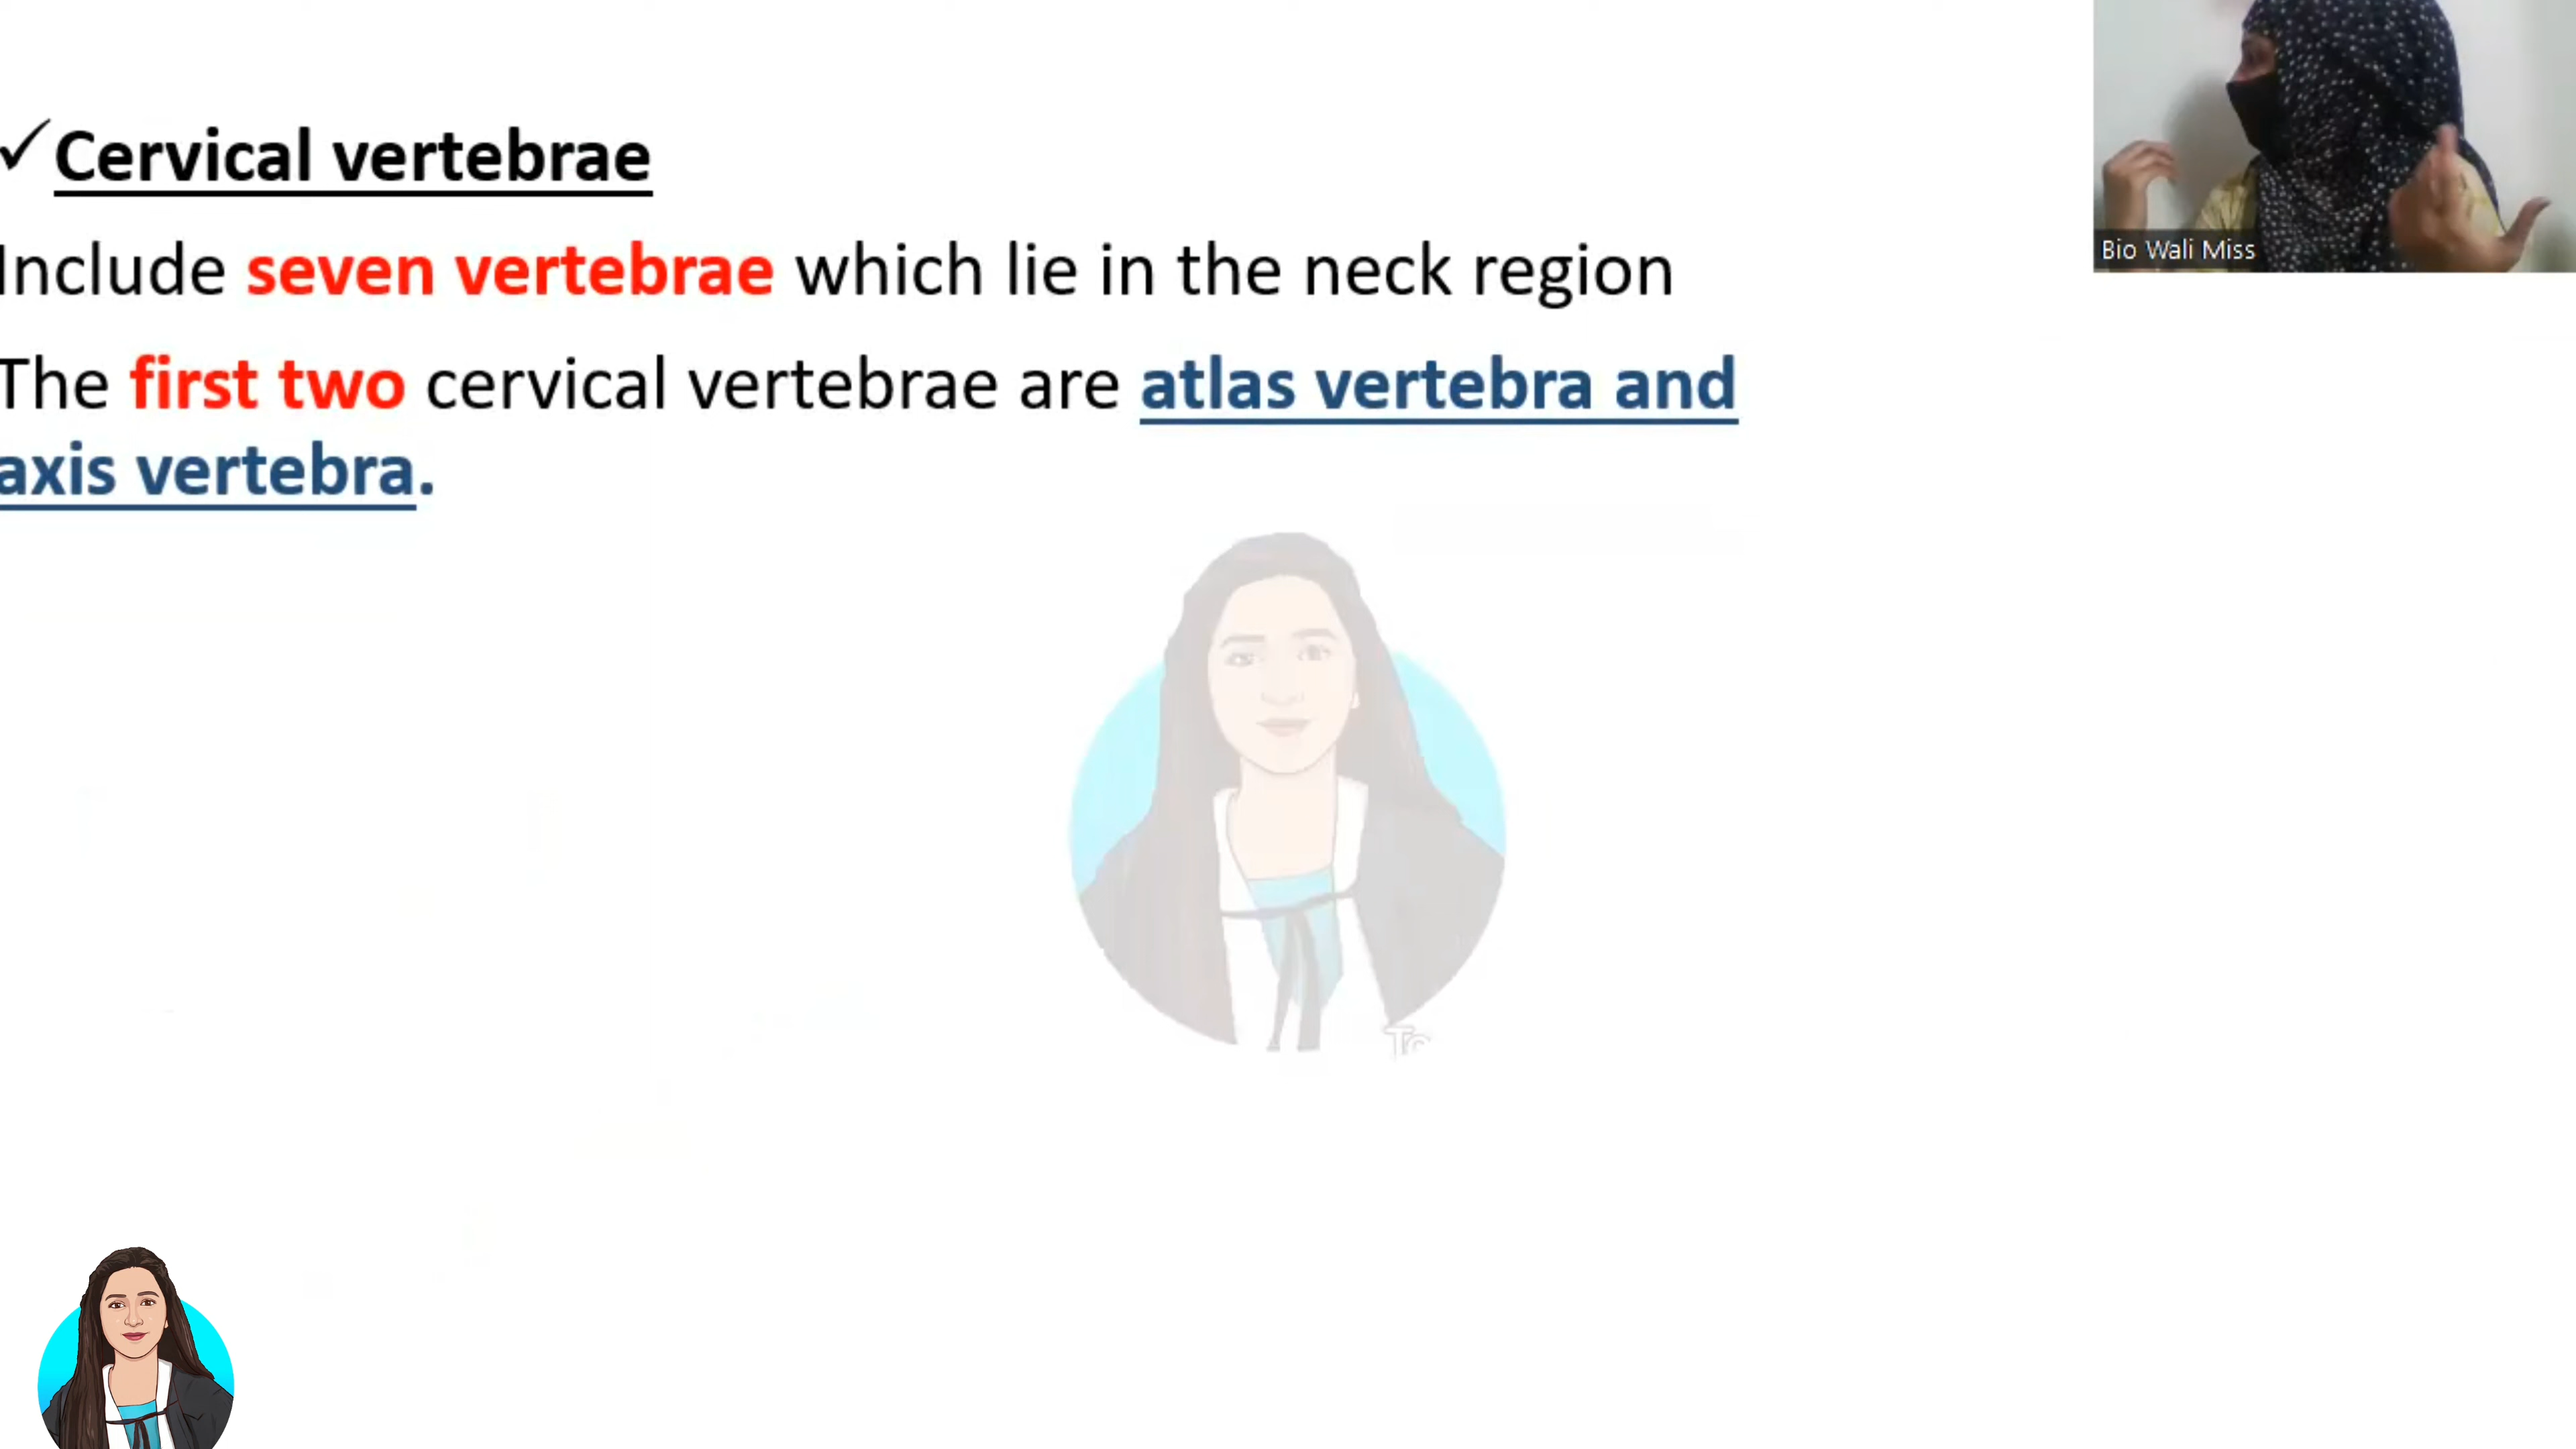 ✓Cervical vertebrae
Include seven vertebrae which lie in the neck region
The first two cervical vertebrae are atlas vertebra and
axis vertebra.
Bio Wali Miss